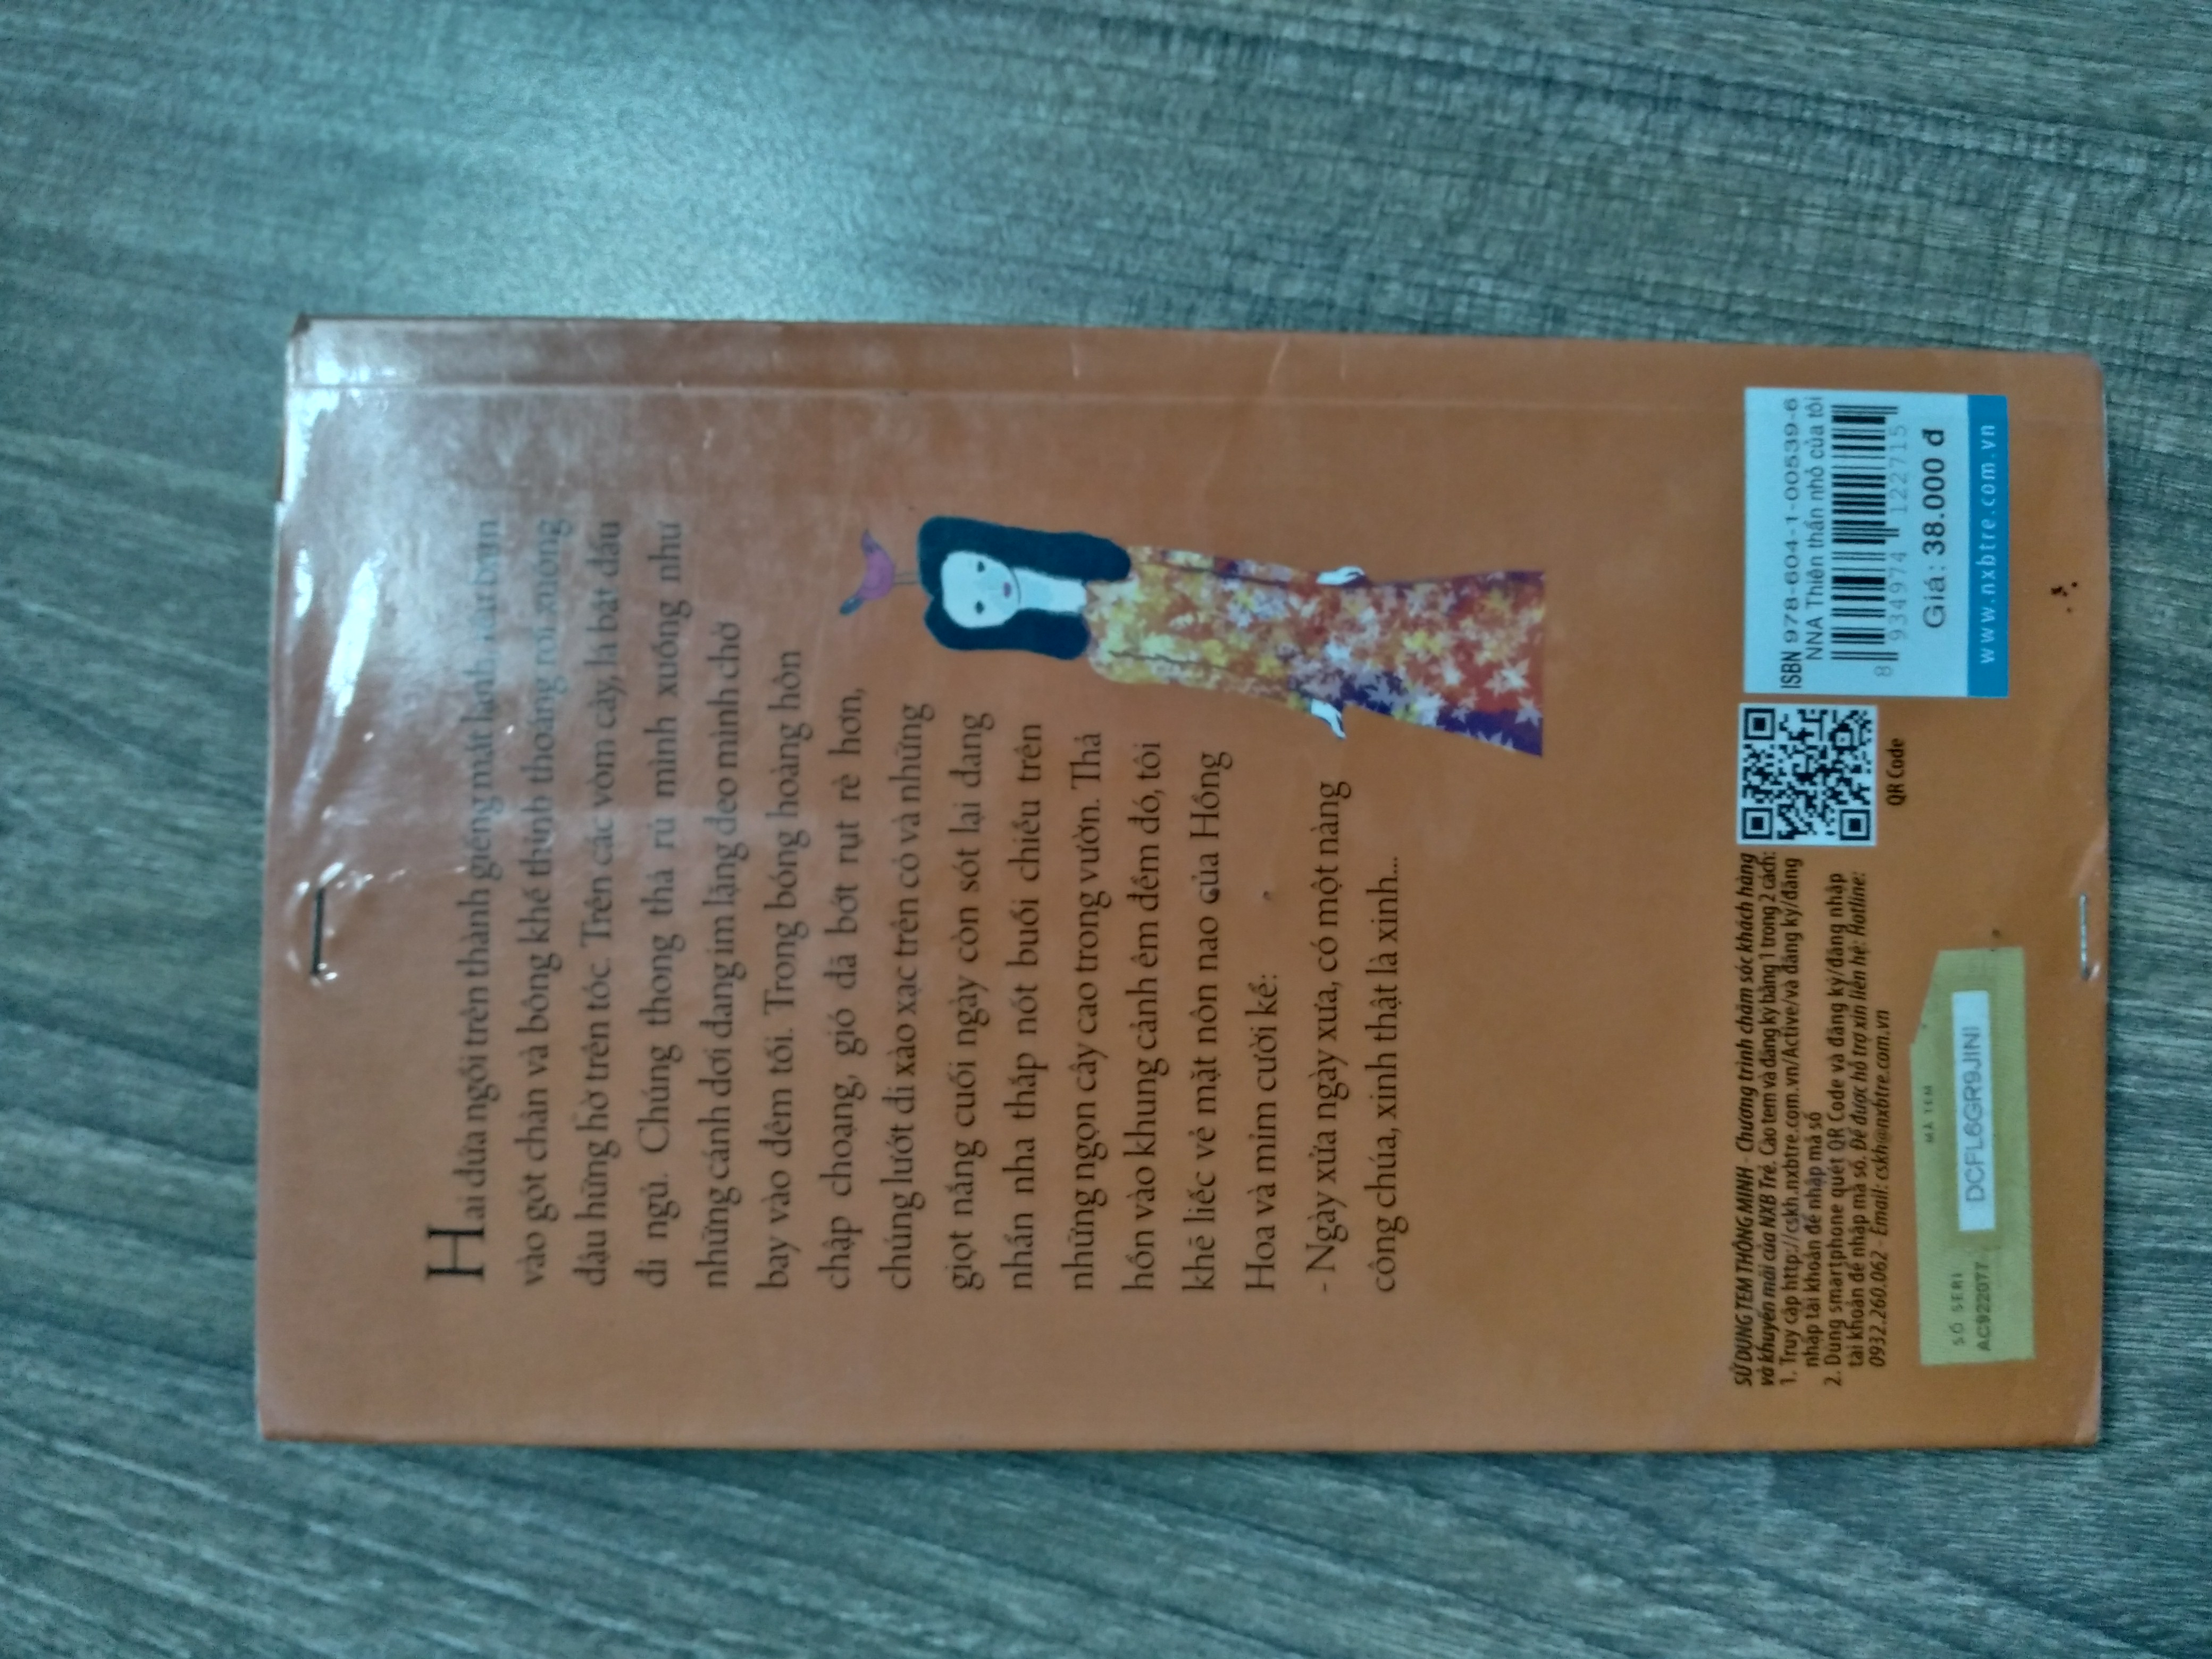 Hai đứa ngồi trên thành giếng mát lạnh, rêu bám
vào gót chân và bông khế thỉnh thoảng rơi xuống
đậu hững hờ trên tóc. Trên các vòm cây, lá bắt đầu
đi ngủ. Chúng thong thả rủ mình xuống như
những cánh dơi đang im lặng đeo mình chờ
bay vào đêm tối. Trong bóng hoàng hôn
chập choạng, gió đã bớt rụt rè hơn,
chúng lướt đi xào xạc trên cỏ và những
giọt nắng cuối ngày còn sót lại đang
nhẩn nha thắp nốt buổi chiều trên
những ngọn cây cao trong vườn. Thả
hồn vào khung cảnh êm đềm đó, tôi
khẽ liếc vẻ mặt nôn nao của Hồng
Hoa và mỉm cười kể:
- Ngày xửa ngày xưa, có một nàng
công chúa, xinh thật là xinh...
SỬ DỤNG TEM THÔNG MINH - Chương trình chăm sóc khách hàng
và khuyến mãi của NXB Trẻ. Cào tem và đăng ký bằng 1 trong 2 cách:
1. Truy cập http://cskh.nxbtre.com.vn/Active/và đăng ký/đăng
nhập tài khoản để nhập mã số
2. Dùng smartphone quét QR Code và đăng ký/đăng nhập
tài khoản để nhập mã số. Để được hỗ trợ xin liên hệ: Hotline:
0932.260.062 - Email: cskh@nxbtre.com.vn
QR Code
ISBN 978-604-1-00539-6
NNA Thiên thần nhỏ của tôi
8 934974 122715
Giá: 38.000 đ
www.nxbtre.com.vn
MÃ TEM
SỐ SERI
AC922077
DCFL6GR9JINI